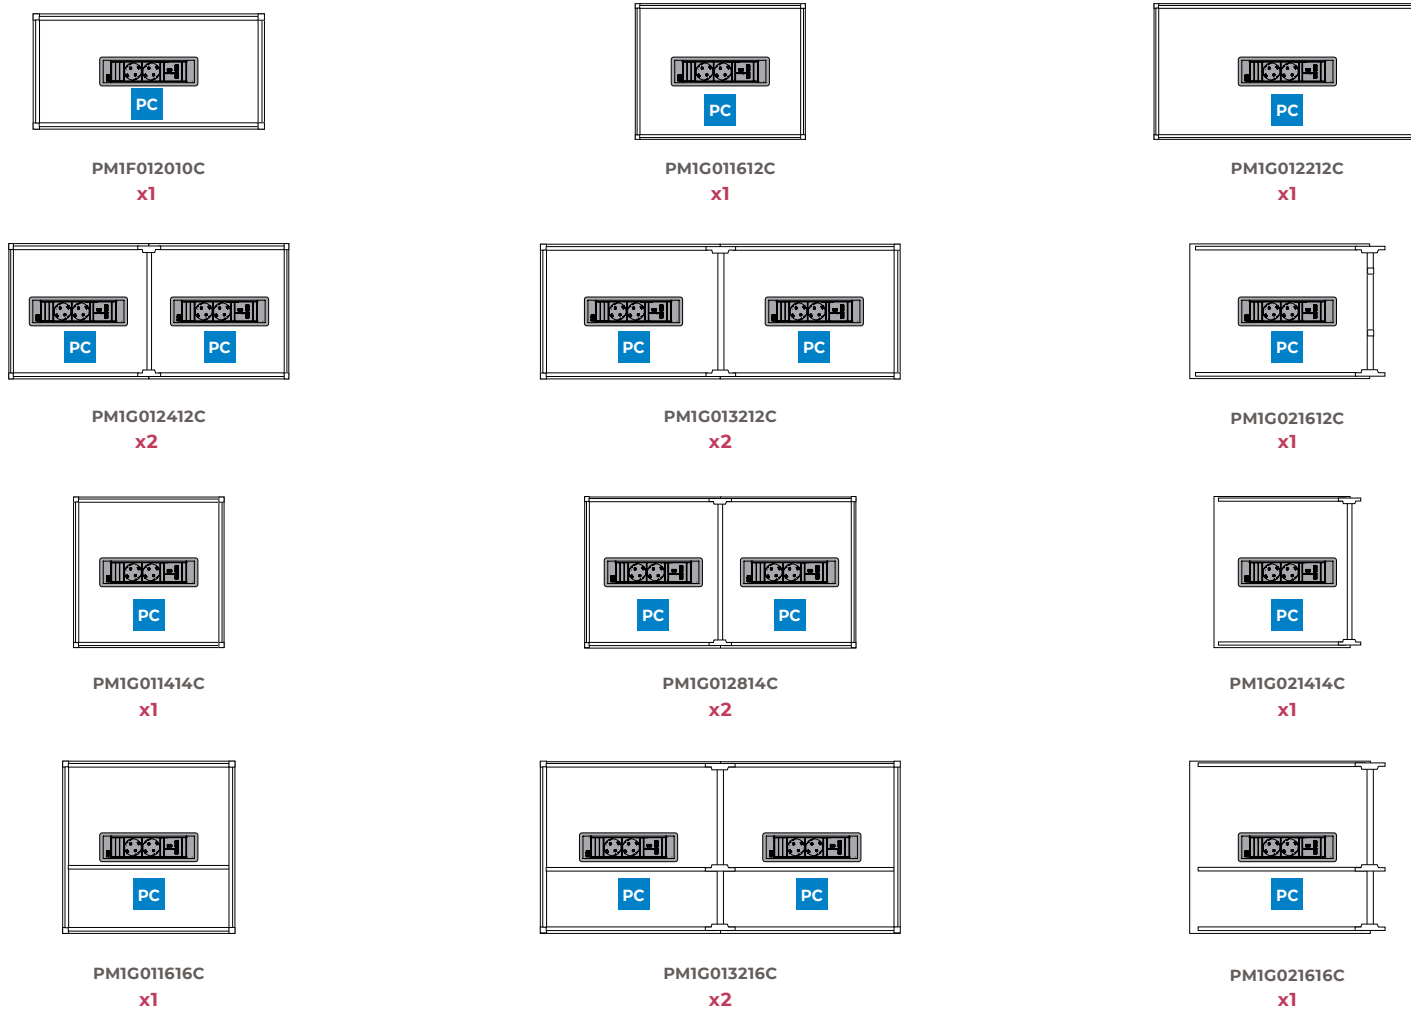 PC
PM1F012010C
x1
PC
PM1G011612C
x1
PC
PM1G012212C
x1
PC PC
PM1G012412C
x2
PC PC
PM1G013212C
x2
PC
PM1G021612C
x1
PC
PM1G011414C
x1
PC PC
PM1G012814C
x2
PC
PM1G021414C
x1
PC
PM1G011616C
x1
PC PC
PM1G013216C
x2
PC
PM1G021616C
x1